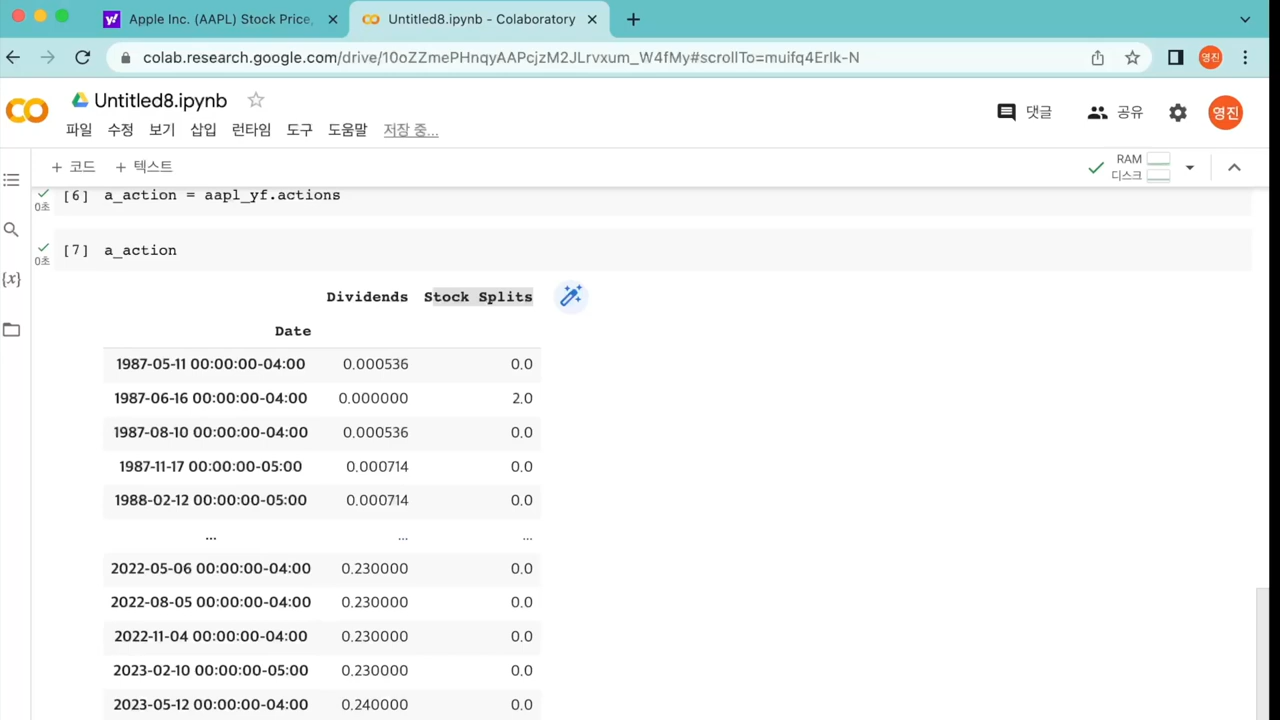 Apple Inc. (AAPL) Stock Price,
Untitled8.ipynb - Colaboratory
colab.research.google.com/drive/10oZZmePHnqyAAPcjzM2JLrvxum_W4fMy#scrollTo=muifq4ErIk-N
영진
Untitled8.ipynb
댓글 공유 영진
파일 수정 보기 삽입 런타임 도구 도움말 저장 중...
+ 코드 + 텍스트
RAM
디스크
[6] a_action = aapl_yf.actions
0초
[7] a_action
0초
{x}
Dividends Stock Splits
Date
1987-05-11 00:00:00-04:00 0.000536 0.0
1987-06-16 00:00:00-04:00 0.000000 2.0
1987-08-10 00:00:00-04:00 0.000536 0.0
1987-11-17 00:00:00-05:00 0.000714 0.0
1988-02-12 00:00:00-05:00 0.000714 0.0
... ... ...
2022-05-06 00:00:00-04:00 0.230000 0.0
2022-08-05 00:00:00-04:00 0.230000 0.0
2022-11-04 00:00:00-04:00 0.230000 0.0
2023-02-10 00:00:00-05:00 0.230000 0.0
2023-05-12 00:00:00-04:00 0.240000 0.0